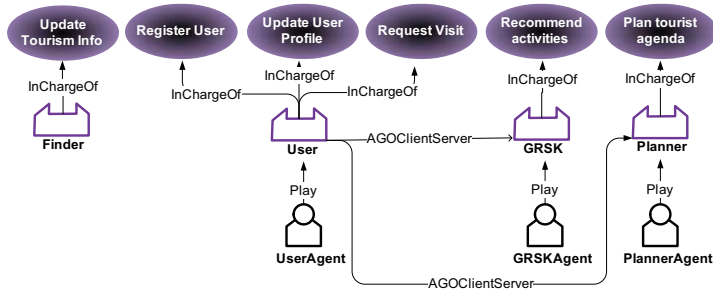 Update
Tourism Info
Register User
Update User
Profile
Request Visit
Recommend
activities
Plan tourist
agenda
InChargeOf
InChargeOf
InChargeOf
InChargeOf
InChargeOf
InChargeOf
Finder
User
AGOClientServer
GRSK
Planner
Play
Play
Play
UserAgent
GRSKAgent
PlannerAgent
AGOClientServer